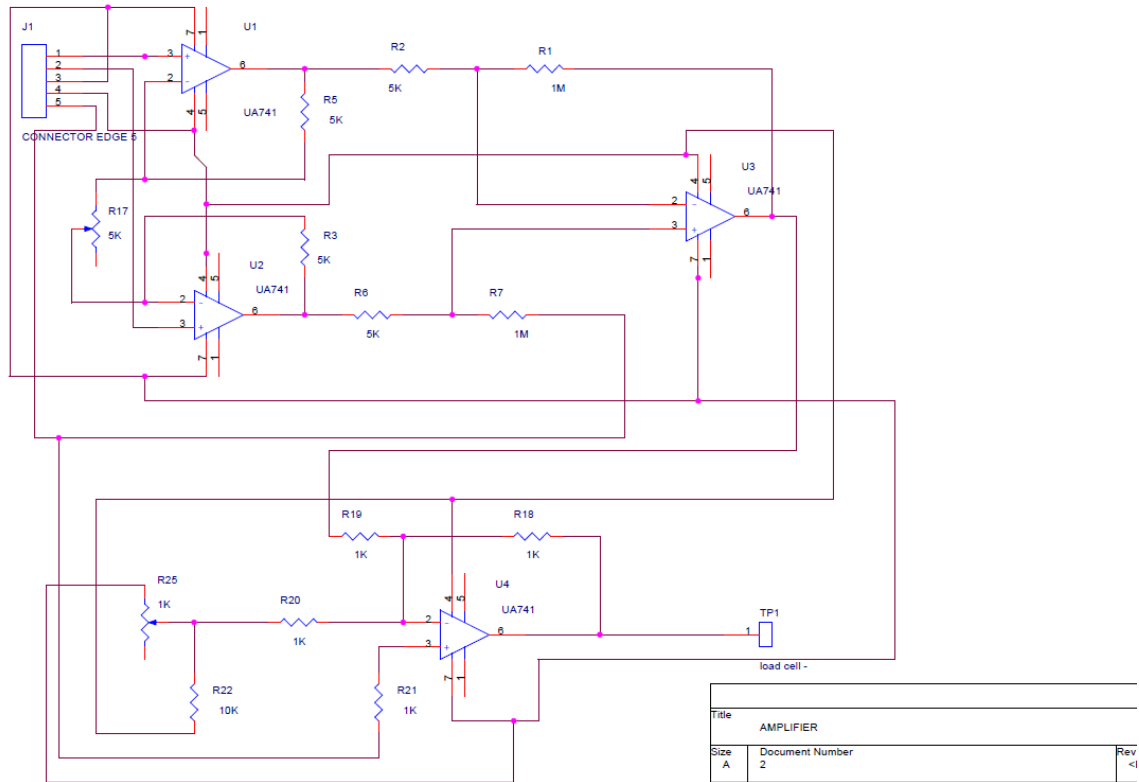 J1
1
2
3
4
5
CONNECTOR EDGE 5
U1
7
1
3
+
2
-
6
4
5
UA741
R2
5K
R1
1M
R5
5K
U3
4
5
UA741
2
-
3
+
6
7
1
R17
5K
R3
5K
U2
4
5
UA741
2
-
3
+
6
7
1
R6
5K
R7
1M
R19
1K
R18
1K
R25
1K
R20
1K
U4
4
5
UA741
2
-
3
+
6
7
1
TP1
1
load cell -
R22
10K
R21
1K
Title
AMPLIFIER
Size
A
Document Number
2
Rev